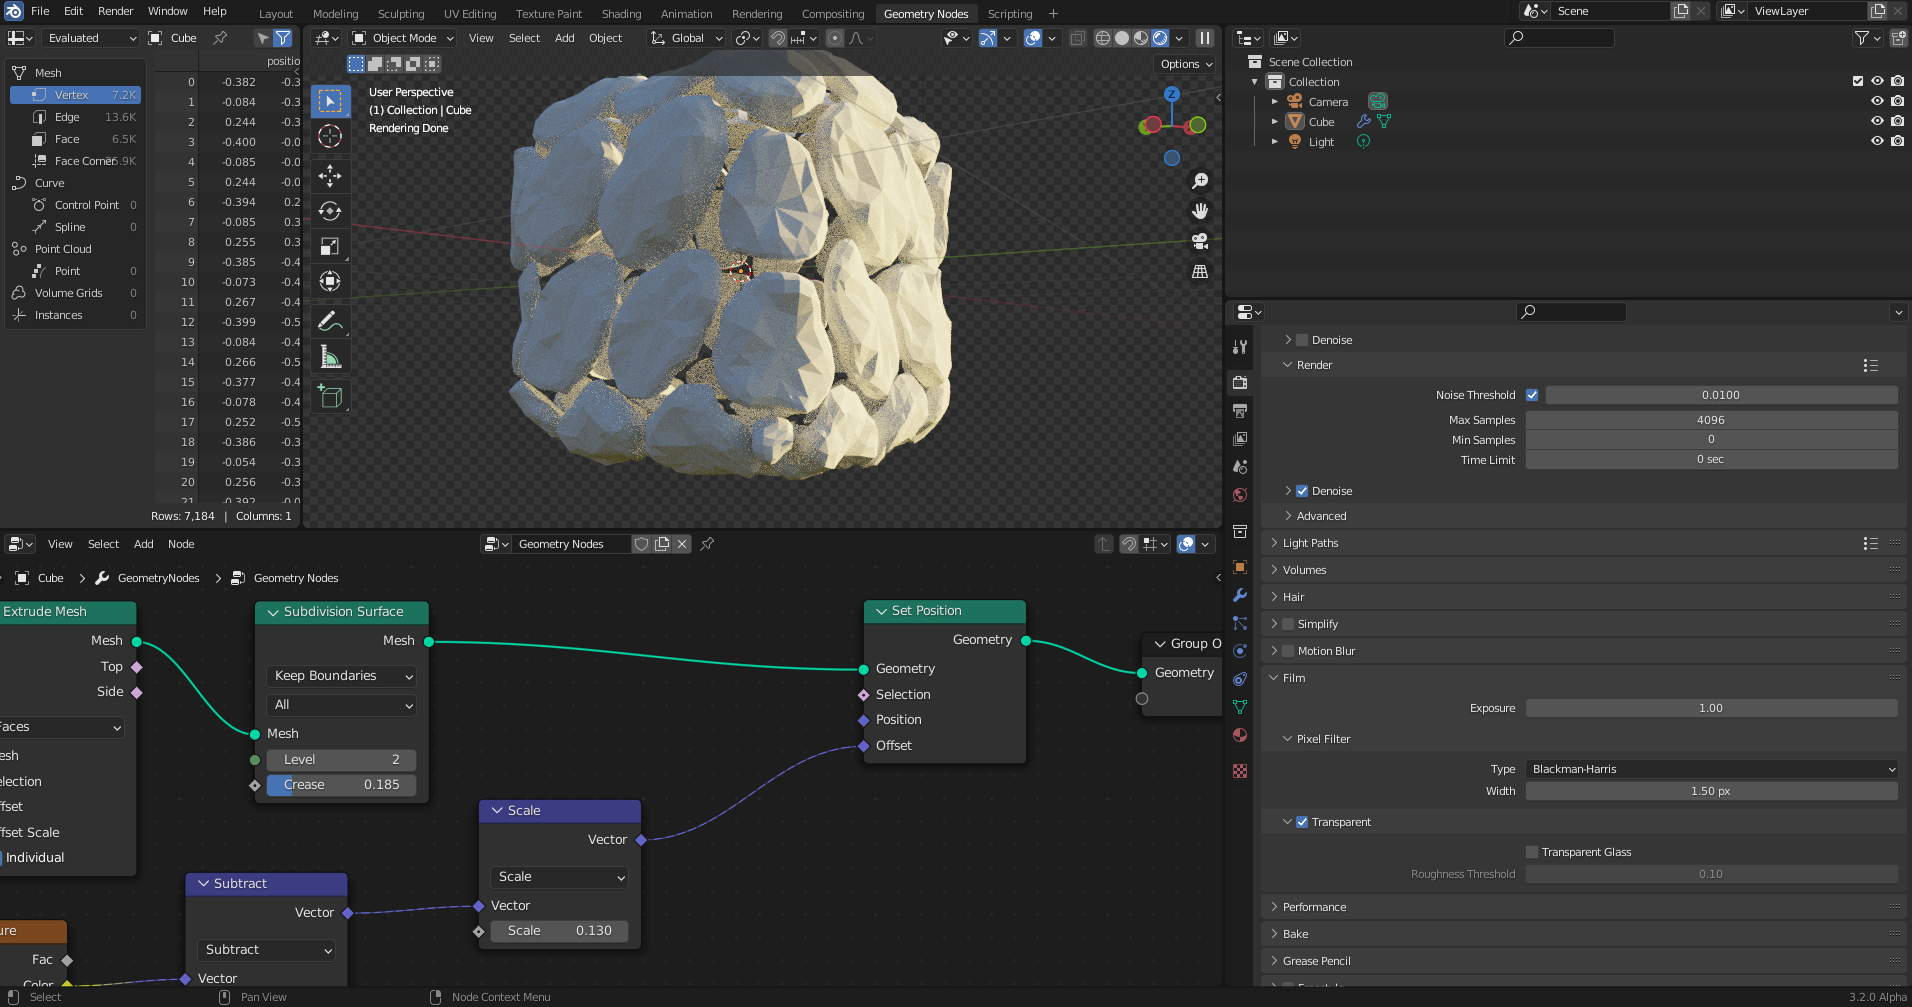 File Edit Render Window Help Layout Modeling Sculpting UV Editing Texture Paint Shading Animation Rendering Compositing Geometry Nodes Scripting + Scene ViewLayer
Evaluated Cube
Object Mode View Select Add Object Global
Options
User Perspective
(1) Collection | Cube
Rendering Done
Z
Mesh
Vertex 7.2K
Edge 13.6K
Face 6.5K
Curve
Control Point 0
Spline 0
Point Cloud
Point 0
Volume Grids 0
Instances 0
positio
0 -0.382 -0.3
1 -0.084 -0.3
2 0.244 -0.3
3 -0.400 -0.0
4 -0.085 -0.0
5 0.244 -0.0
6 -0.394 0.2
7 -0.085 0.3
8 0.255 0.3
9 -0.385 -0.4
10 -0.073 -0.4
11 0.267 -0.4
12 -0.399 -0.5
13 -0.084 -0.4
14 0.266 -0.5
15 -0.377 -0.4
16 -0.078 -0.4
17 0.252 -0.5
18 -0.386 -0.3
19 -0.054 -0.3
20 0.256 -0.3
21 -0.392 -0.0
Rows: 7,184 | Columns: 1
Scene Collection
Collection
Camera
Cube
Light
Denoise
Render
Noise Threshold 0.0100
Max Samples 4096
Min Samples 0
Time Limit 0 sec
Denoise
Advanced
Light Paths
Volumes
Hair
Simplify
Motion Blur
Film
Exposure 1.00
Pixel Filter
Type Blackman-Harris
Width 1.50 px
Transparent
Transparent Glass
Roughness Threshold 0.10
Performance
Bake
Grease Pencil
View Select Add Node Geometry Nodes
Cube > GeometryNodes > Geometry Nodes
Extrude Mesh
Mesh
Top
Side
aces
esh
election
ffset
ffset Scale
Individual
Subdivision Surface
Mesh
Keep Boundaries
All
Mesh
Level 2
Crease 0.185
Set Position
Geometry
Geometry
Selection
Position
Offset
Group O
Geometry
Scale
Vector
Scale
Vector
Scale 0.130
Subtract
Vector
Subtract
Vector
ure
Fac
Color
Select Pan View Node Context Menu 3.2.0 Alpha